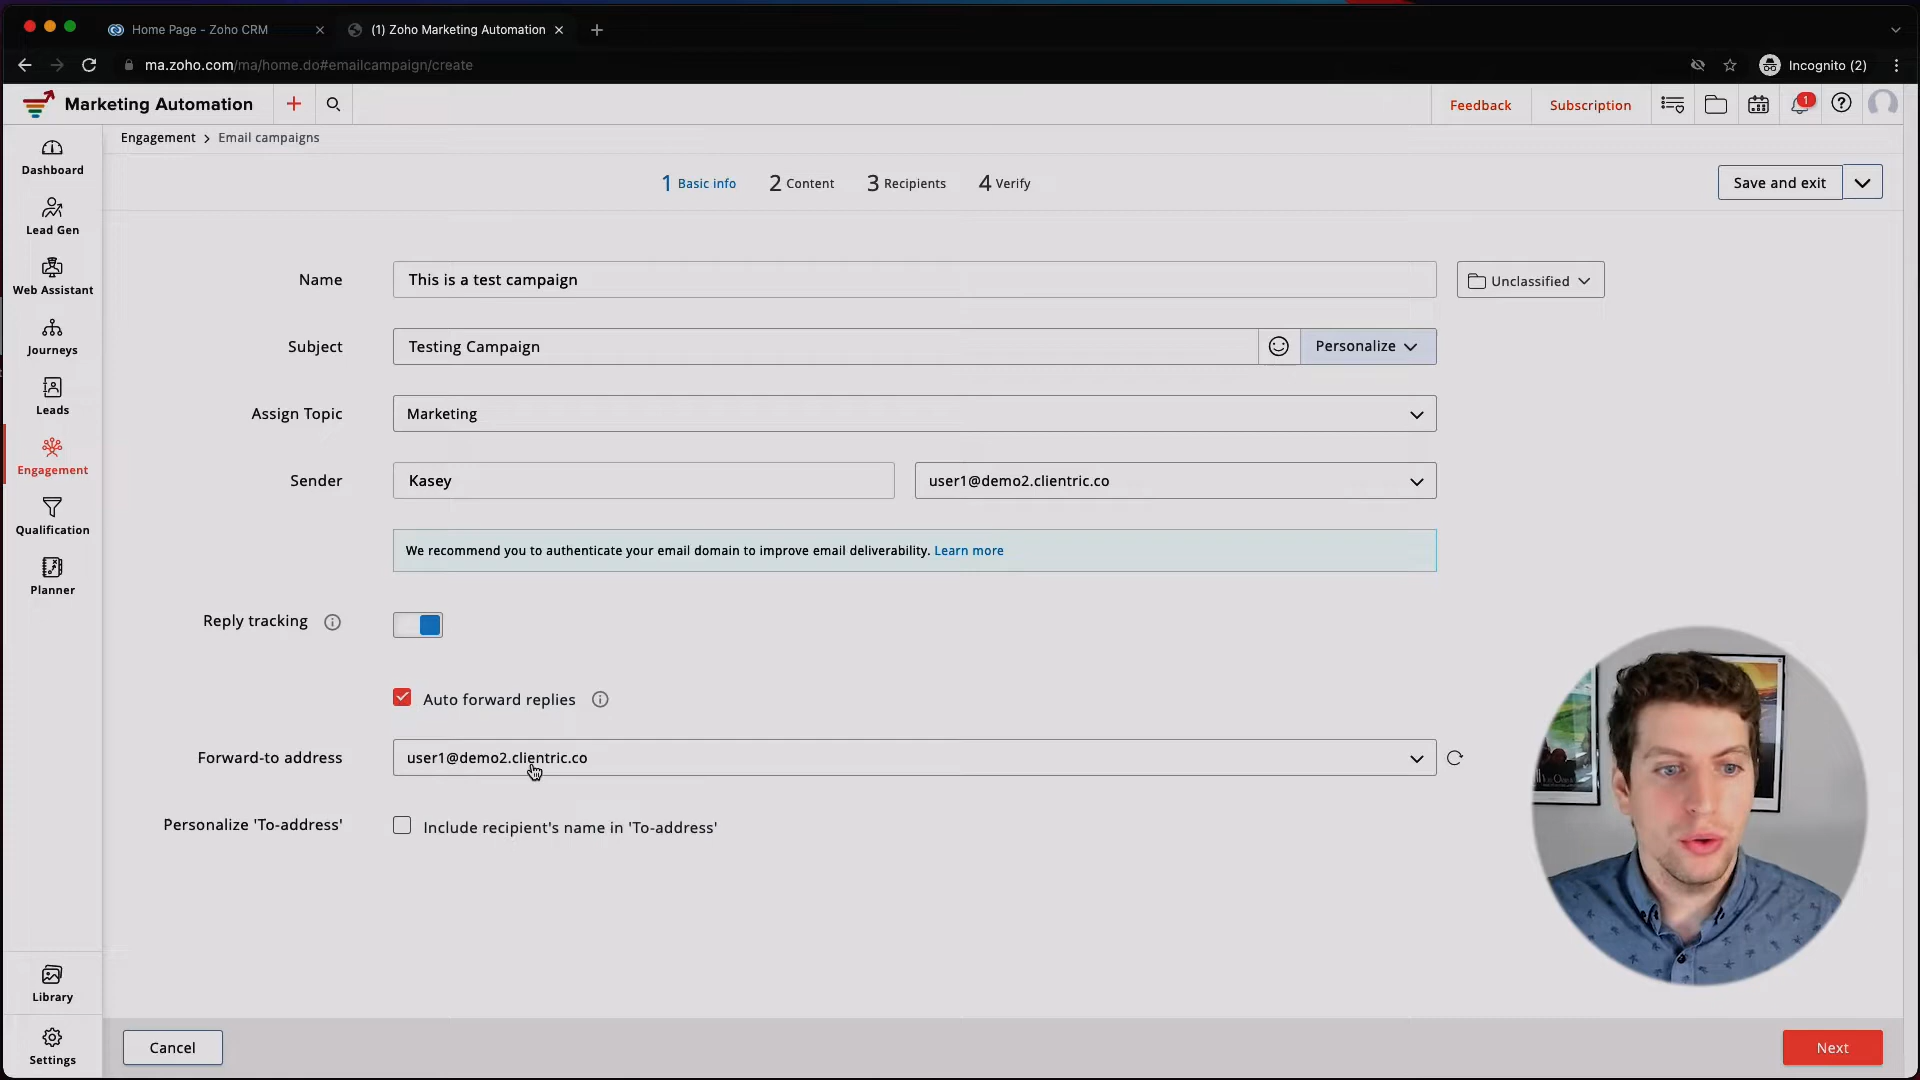 Home Page - Zoho CRM
(1) Zoho Marketing Automation
ma.zoho.com/ma/home.do#emailcampaign/create
Incognito (2)
Marketing Automation
Feedback
Subscription
1
Engagement > Email campaigns
Dashboard
Lead Gen
Web Assistant
Journeys
Leads
Engagement
Qualification
Planner
Library
Settings
1 Basic info
2 Content
3 Recipients
4 Verify
Save and exit
Name
This is a test campaign
Unclassified
Subject
Testing Campaign
Personalize
Assign Topic
Marketing
Sender
Kasey
user1@demo2.clientric.co
We recommend you to authenticate your email domain to improve email deliverability. Learn more
Reply tracking
Auto forward replies
Forward-to address
user1@demo2.clientric.co
Personalize 'To-address'
Include recipient's name in 'To-address'
Cancel
Next